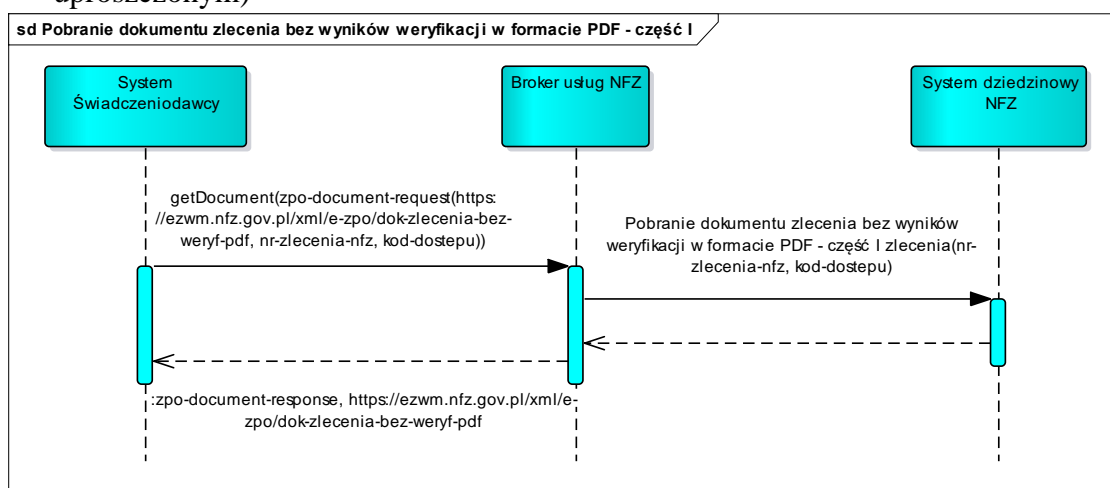 uproszczonym)
sd Pobranie dokumentu zlecenia bez wyników weryfikacji w formacie PDF - część I
System
Świadczeniodawcy
Broker usług NFZ
System dziedzinowy
NFZ
getDocument(zpo-document-request(https:
//ezwm.nfz.gov.pl/xml/e-zpo/dok-zlecenia-bez-
weryf-pdf, nr-zlecenia-nfz, kod-dostepu))
Pobranie dokumentu zlecenia bez wyników
weryfikacji w formacie PDF - część I zlecenia(nr-
zlecenia-nfz, kod-dostepu)
:zpo-document-response, https://ezwm.nfz.gov.pl/xml/e-
zpo/dok-zlecenia-bez-weryf-pdf